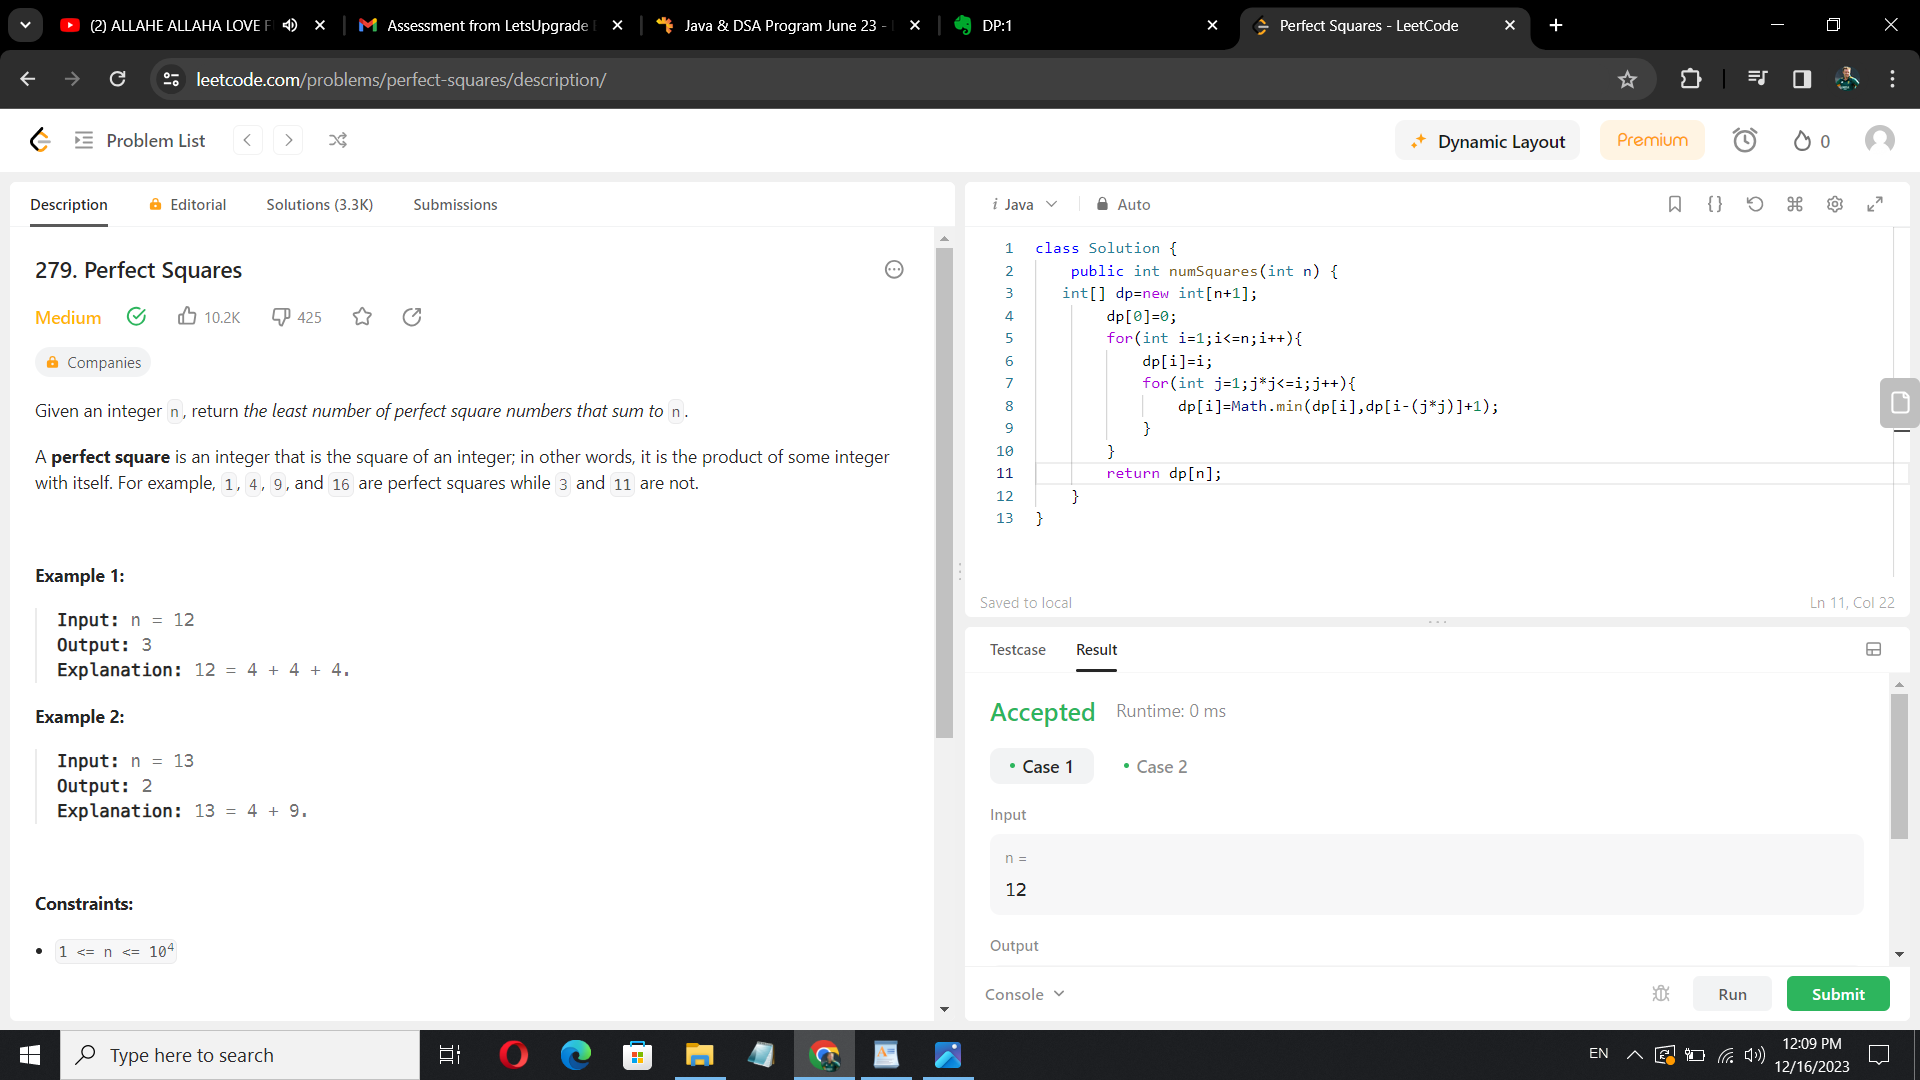 (2) ALLAHE ALLAHA LOVE F
Assessment from LetsUpgrade E
Java & DSA Program June 23 -
DP:1
Perfect Squares - LeetCode
leetcode.com/problems/perfect-squares/description/
Problem List
Dynamic Layout
Premium
0
Description
Editorial
Solutions (3.3K)
Submissions
279. Perfect Squares
Medium
10.2K
425
Companies
Given an integer n, return the least number of perfect square numbers that sum to n.
A perfect square is an integer that is the square of an integer; in other words, it is the product of some integer
with itself. For example, 1, 4, 9, and 16 are perfect squares while 3 and 11 are not.
Example 1:
Input: n = 12
Output: 3
Explanation: 12 = 4 + 4 + 4.
Example 2:
Input: n = 13
Output: 2
Explanation: 13 = 4 + 9.
Constraints:
• 1 <= n <= 10⁴
i Java
Auto
1 class Solution {
2 public int numSquares(int n) {
3 int[] dp=new int[n+1];
4 dp[0]=0;
5 for(int i=1;i<=n;i++){
6 dp[i]=i;
7 for(int j=1;j*j<=i;j++){
8 dp[i]=Math.min(dp[i],dp[i-(j*j)]+1);
9 }
10 }
11 return dp[n];
12 }
13 }
Saved to local
Ln 11, Col 22
Testcase
Result
Accepted
Runtime: 0 ms
• Case 1
• Case 2
Input
n =
12
Output
Console
Run
Submit
Type here to search
EN
12:09 PM
12/16/2023